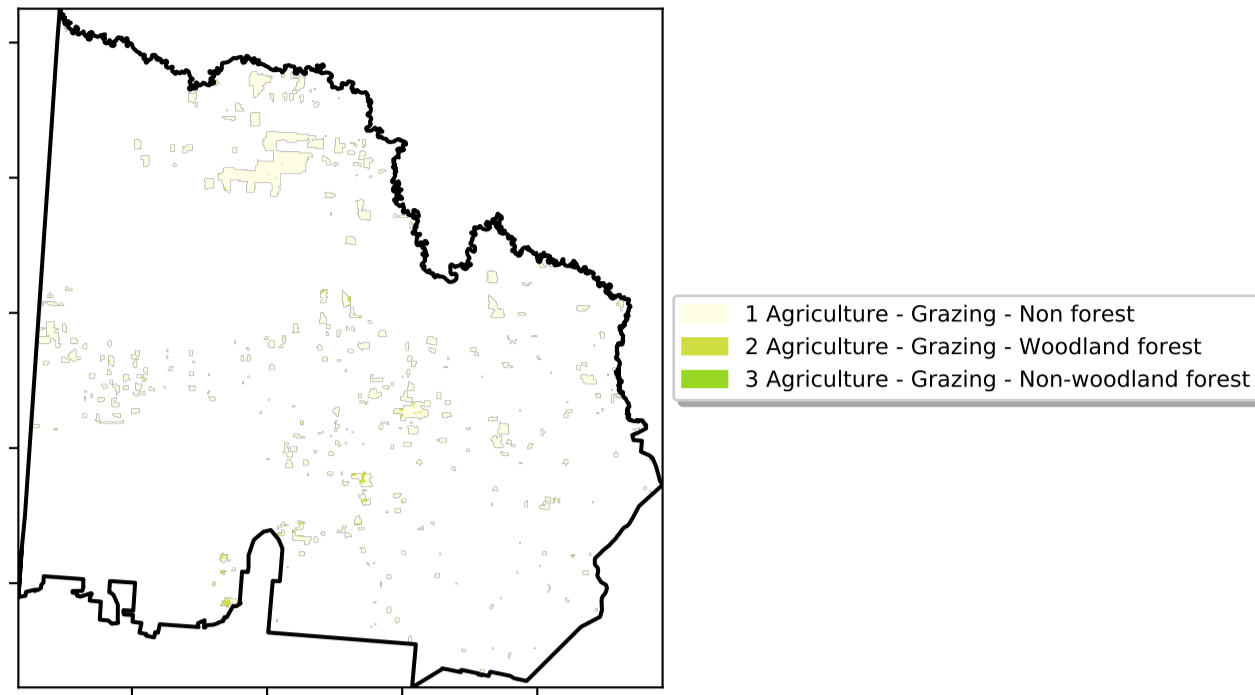 1 Agriculture - Grazing - Non forest
2 Agriculture - Grazing - Woodland forest
3 Agriculture - Grazing - Non-woodland forest